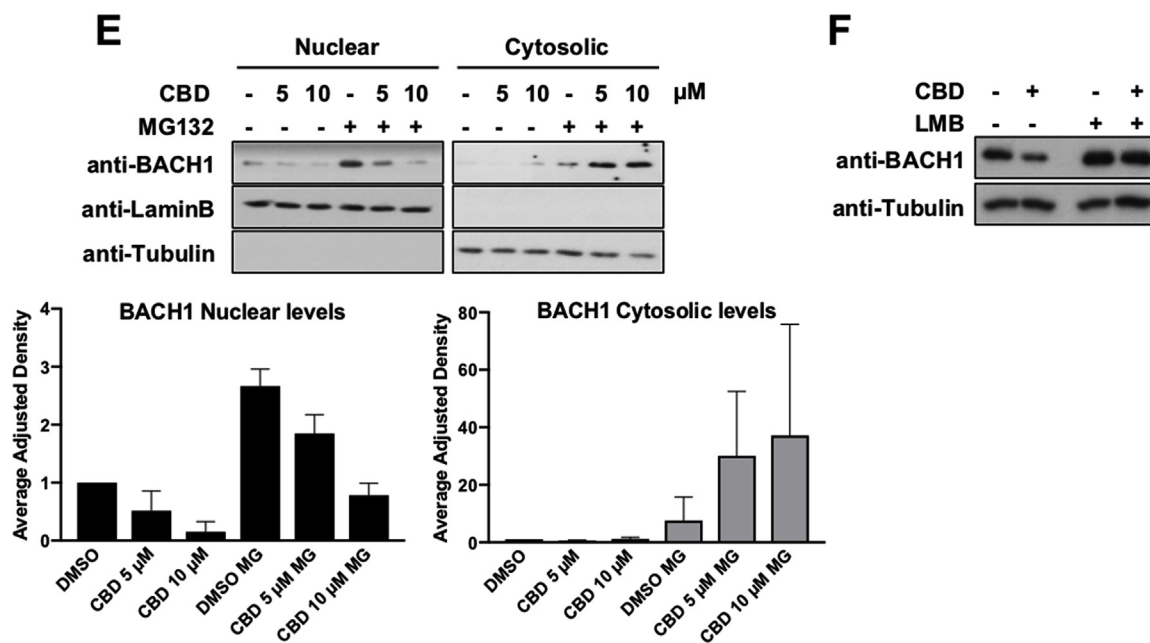 E
Nuclear Cytosolic
CBD - 5 10 - 5 10 - 5 10 - 5 10 µM
MG132 - - - + + + - - - + + +
anti-BACH1
anti-LaminB
anti-Tubulin
BACH1 Nuclear levels
Average Adjusted Density
4
3
2
1
0
DMSO
CBD 5 µM
CBD 10 µM
DMSO MG
CBD 5 µM MG
CBD 10 µM MG
BACH1 Cytosolic levels
Average Adjusted Density
80
60
40
20
0
DMSO
CBD 5 µM
CBD 10 µM
DMSO MG
CBD 5 µM MG
CBD 10 µM MG
F
CBD - + - +
LMB - - + +
anti-BACH1
anti-Tubulin